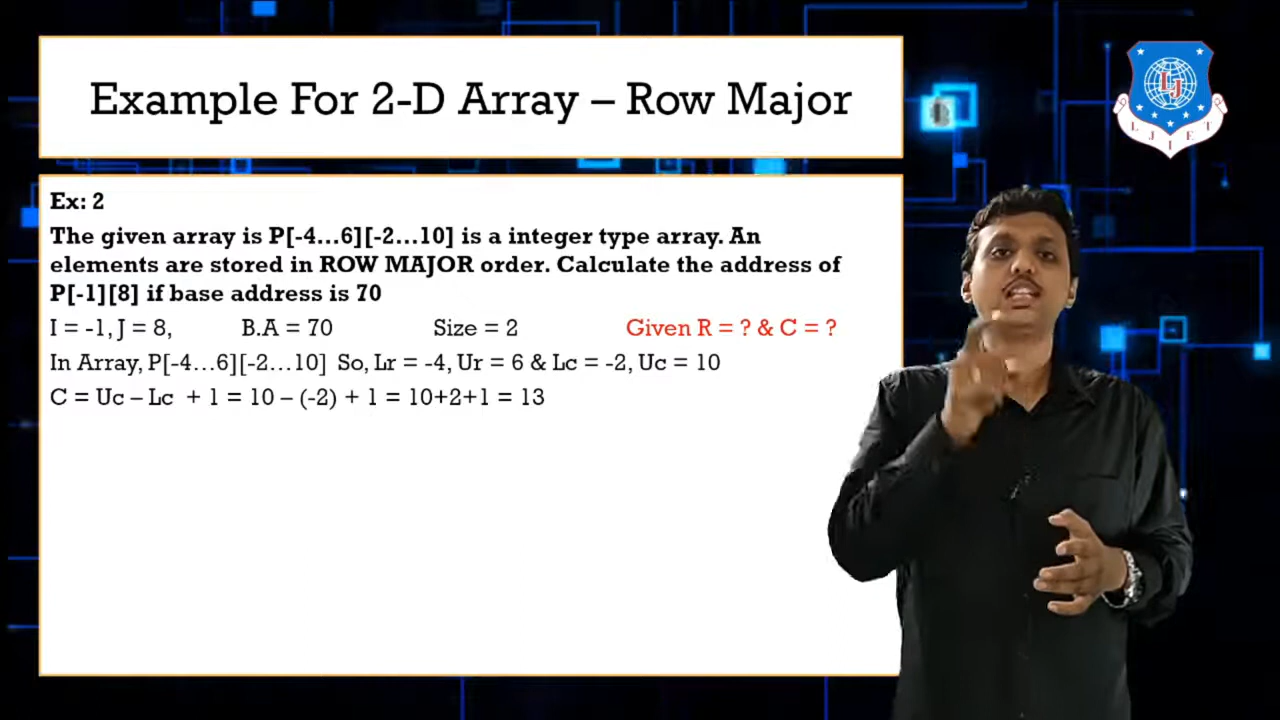 Example For 2-D Array – Row Major
Ex: 2
The given array is P[-4...6][-2...10] is a integer type array. An
elements are stored in ROW MAJOR order. Calculate the address of
P[-1][8] if base address is 70
I = -1, J = 8, B.A = 70 Size = 2 Given R = ? & C = ?
In Array, P[-4...6][-2...10] So, Lr = -4, Ur = 6 & Lc = -2, Uc = 10
C = Uc – Lc + 1 = 10 – (-2) + 1 = 10+2+1 = 13
LJ
L J I E T